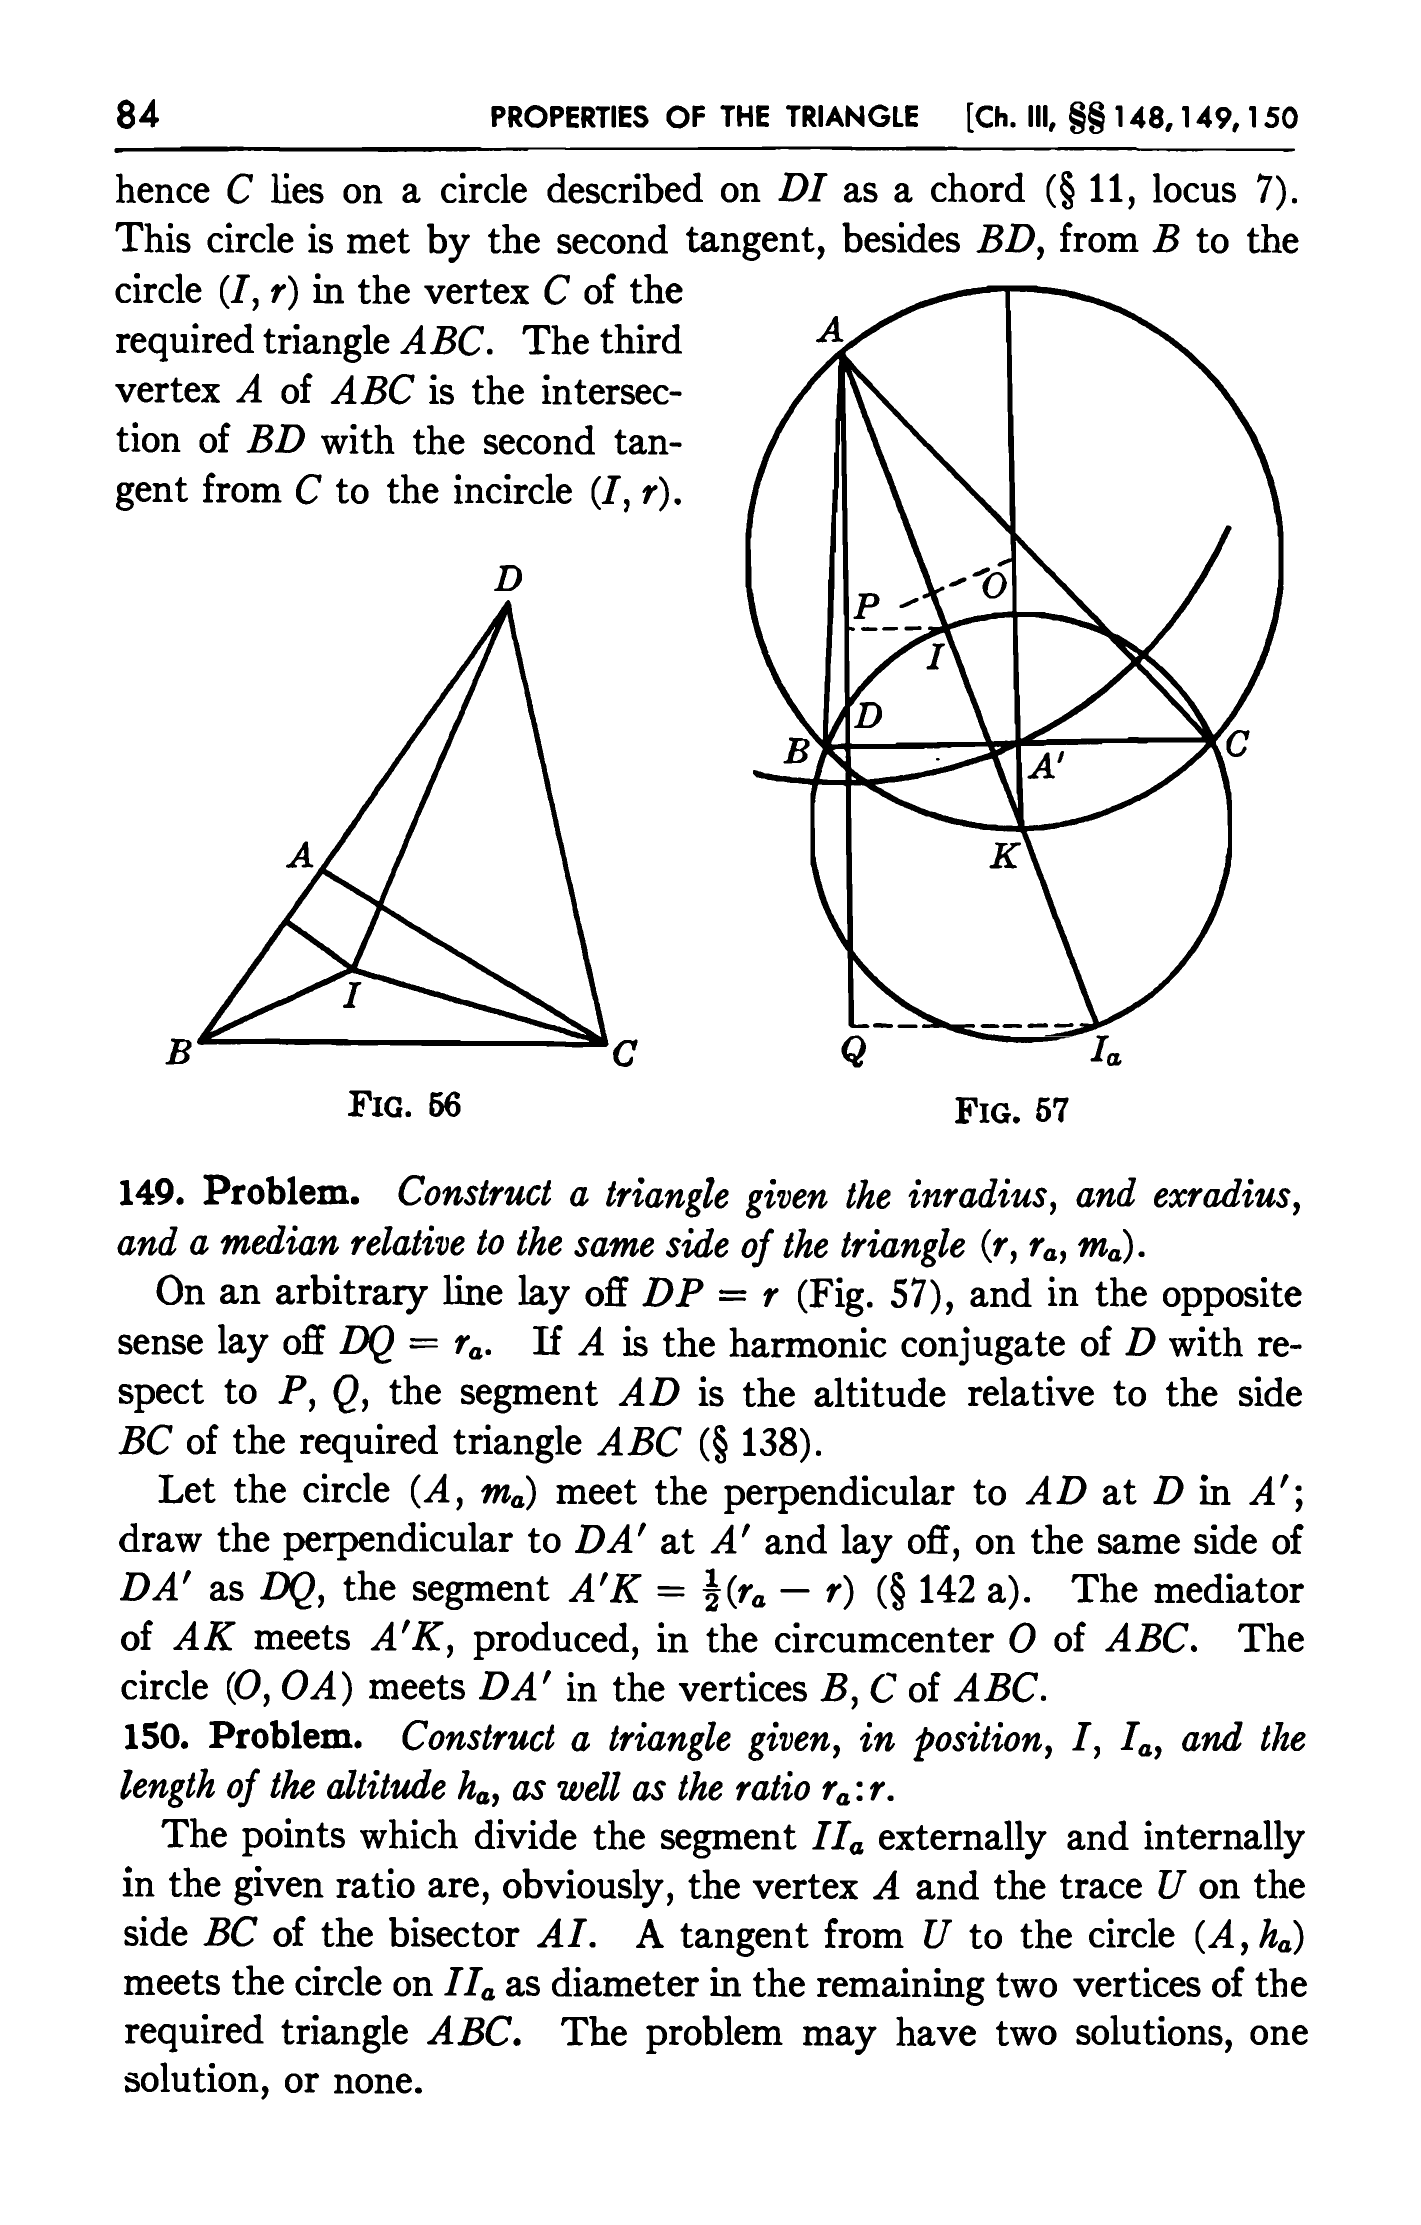 84 PROPERTIES OF THE TRIANGLE [Ch. III, §§ 148, 149, 150
hence C lies on a circle described on DI as a chord (§ 11, locus 7).
This circle is met by the second tangent, besides BD, from B to the
circle (I, r) in the vertex C of the
required triangle ABC. The third
vertex A of ABC is the intersec-
tion of BD with the second tan-
gent from C to the incircle (I, r).
D
A
I
B
C
FIG. 56
A
P
O
I
D
B
A′
C
K
Q
Iₐ
FIG. 57
149. Problem. Construct a triangle given the inradius, and exradius,
and a median relative to the same side of the triangle (r, rₐ, mₐ).
On an arbitrary line lay off DP = r (Fig. 57), and in the opposite
sense lay off DQ = rₐ. If A is the harmonic conjugate of D with re-
spect to P, Q, the segment AD is the altitude relative to the side
BC of the required triangle ABC (§ 138).
Let the circle (A, mₐ) meet the perpendicular to AD at D in A′;
draw the perpendicular to DA′ at A′ and lay off, on the same side of
DA′ as DQ, the segment A′K = ½(rₐ − r) (§ 142 a). The mediator
of AK meets A′K, produced, in the circumcenter O of ABC. The
circle (O, OA) meets DA′ in the vertices B, C of ABC.
150. Problem. Construct a triangle given, in position, I, Iₐ, and the
length of the altitude hₐ, as well as the ratio rₐ:r.
The points which divide the segment IIₐ externally and internally
in the given ratio are, obviously, the vertex A and the trace U on the
side BC of the bisector AI. A tangent from U to the circle (A, hₐ)
meets the circle on IIₐ as diameter in the remaining two vertices of the
required triangle ABC. The problem may have two solutions, one
solution, or none.